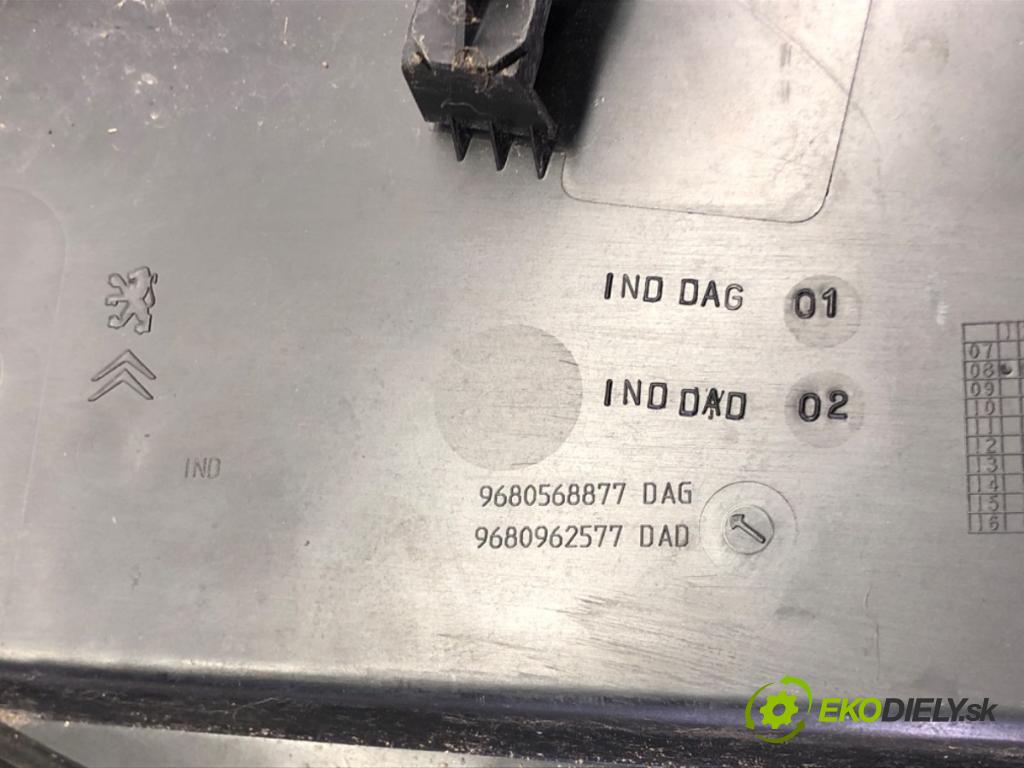 IND DAG 01
IND DAD 02
IND
9680568877 DAG
9680962577 DAD
07
08
09
10
11
12
13
14
15
16
EKODIELY.sk